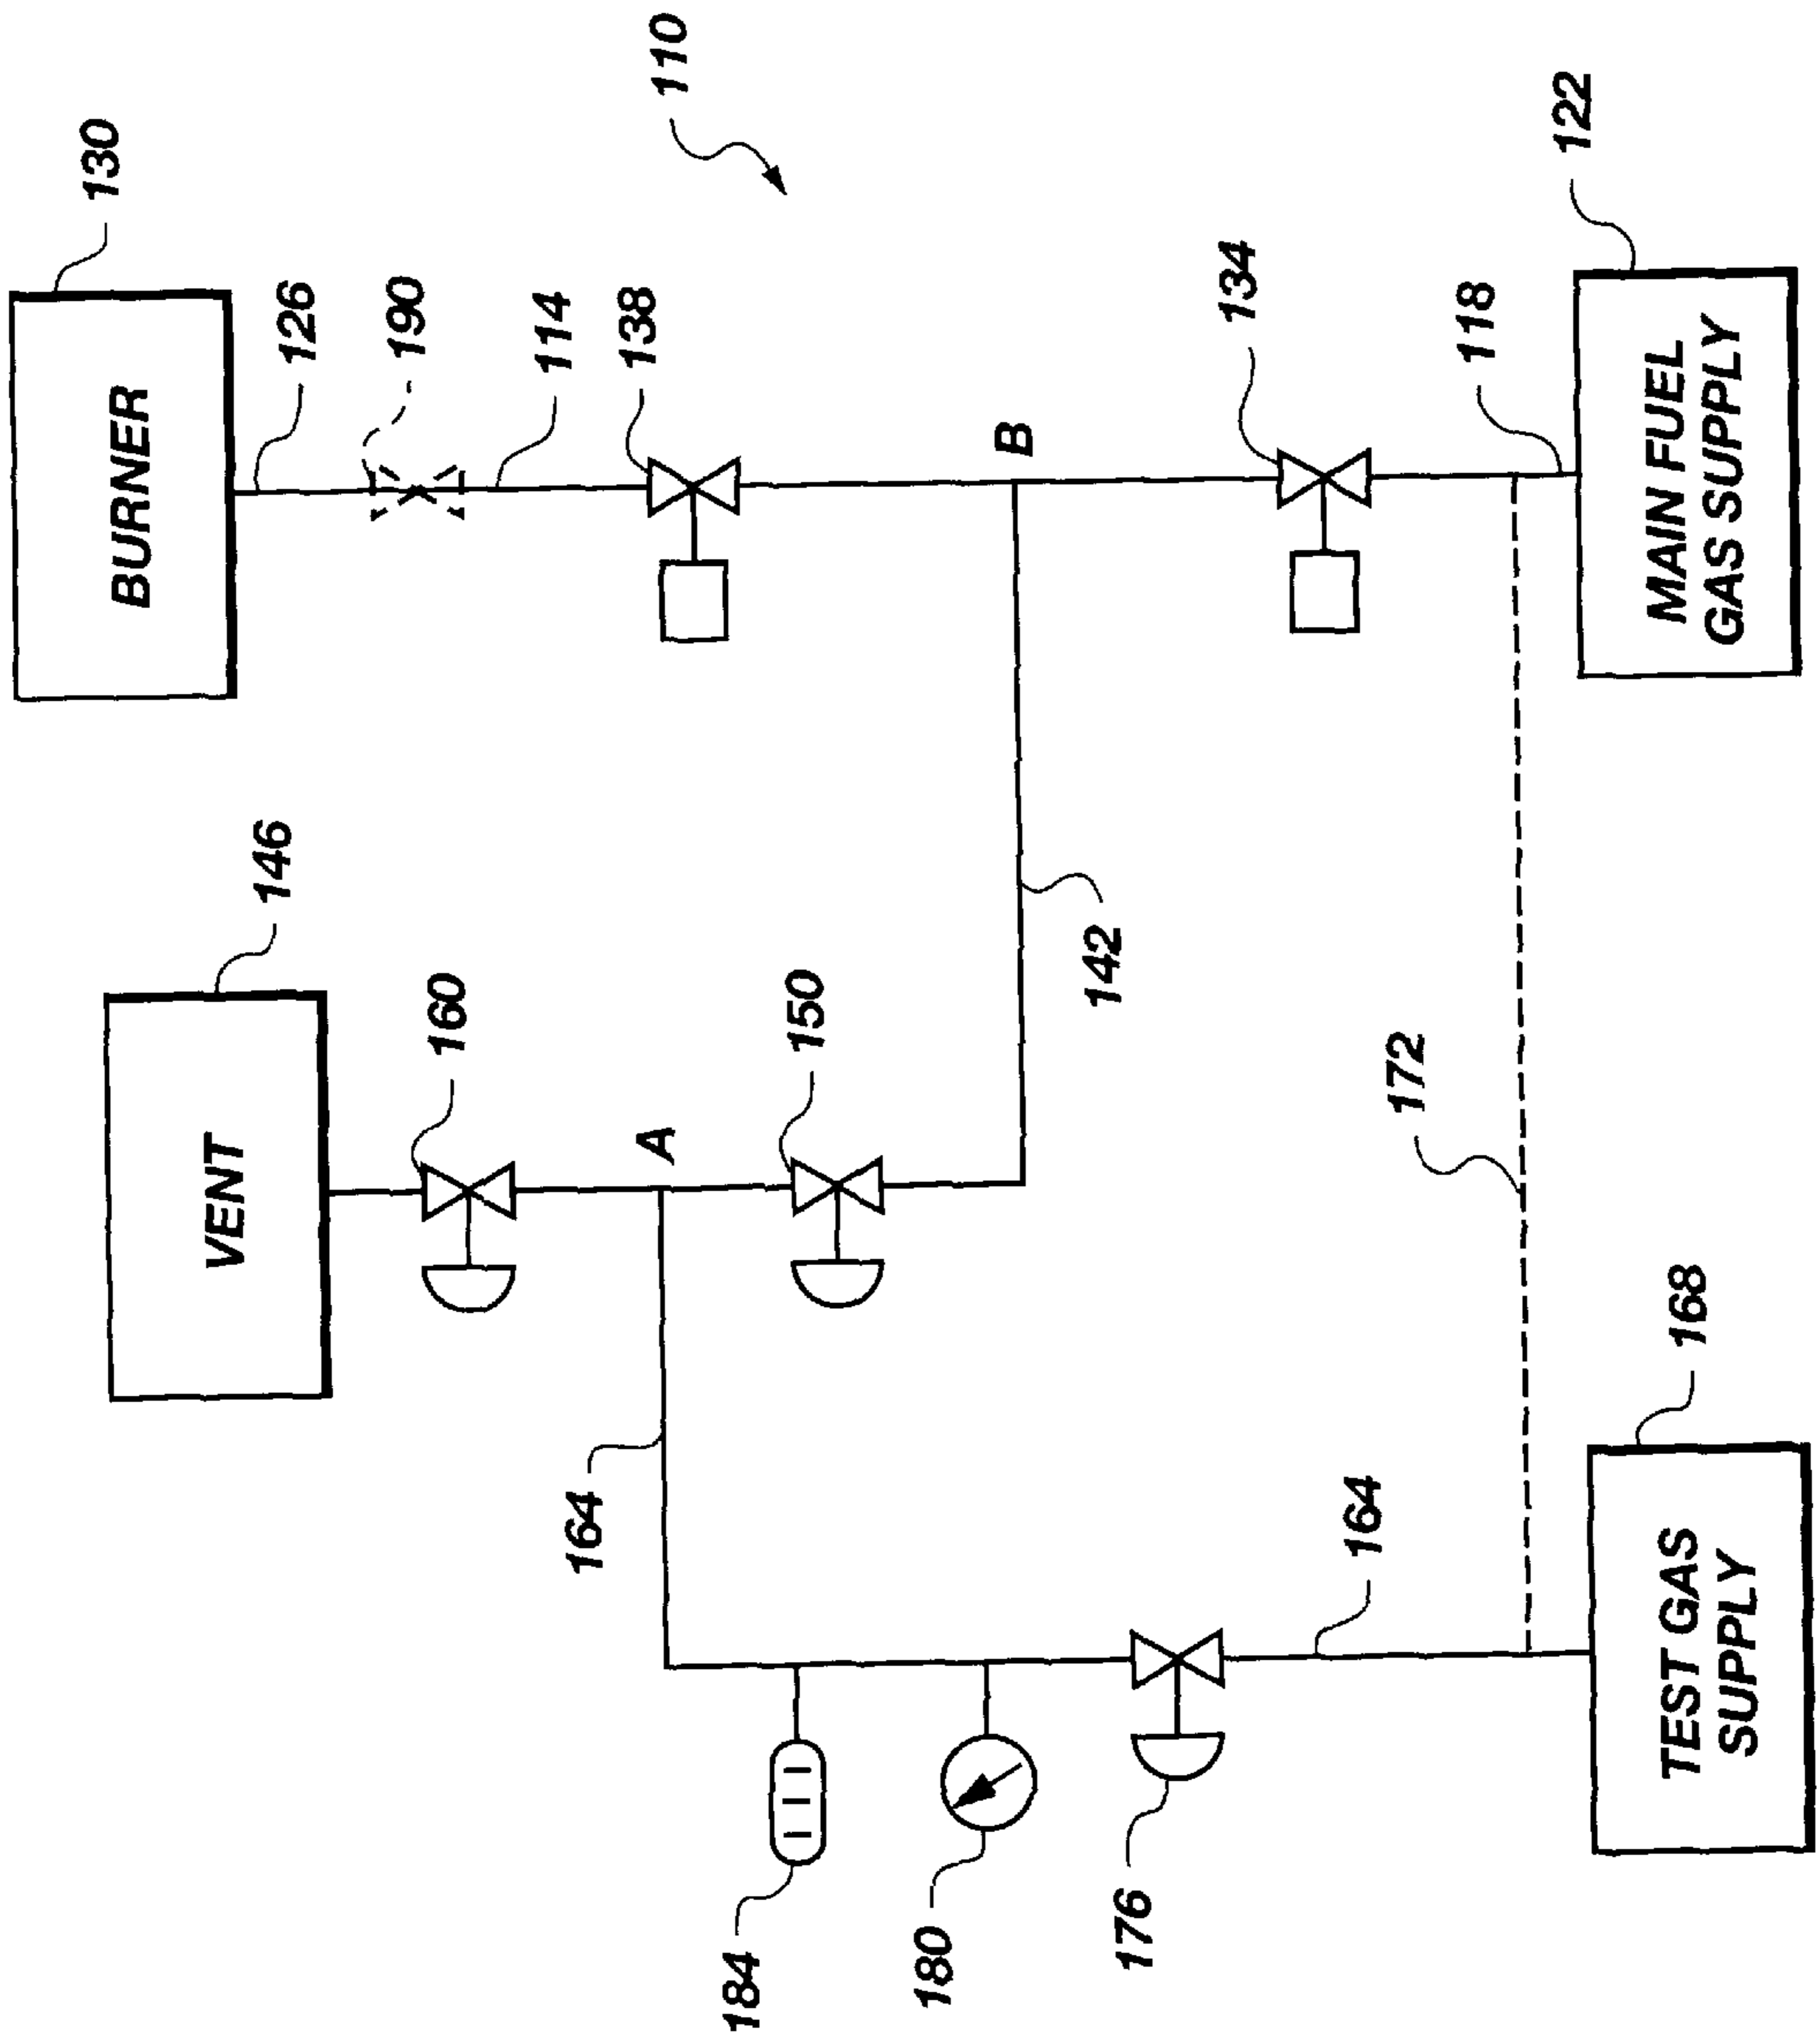 130
BURNER
126
190
114
138
110
B
134
118
122
MAIN FUEL
GAS SUPPLY
146
VENT
160
A
150
142
172
164
164
168
TEST GAS
SUPPLY
184
180
176